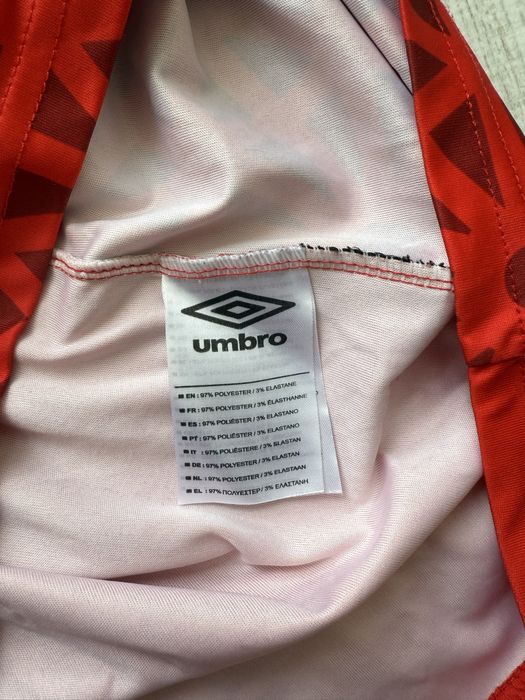 umbro
EN : 97% POLYESTER / 3% ELASTANE
FR : 97% POLYESTER / 3% ÉLASTHANNE
ES : 97% POLIÉSTER / 3% ELASTANO
PT : 97% POLIÉSTER / 3% ELASTANO
IT : 97% POLIESTERE / 3% ELASTAN
DE : 97% POLYESTER / 3% ELASTAN
NL : 97% POLYESTER / 3% ELASTAAN
EL : 97% ΠΟΛΥΕΣΤΕΡ / 3% ΕΛΑΣΤΑΝΗ